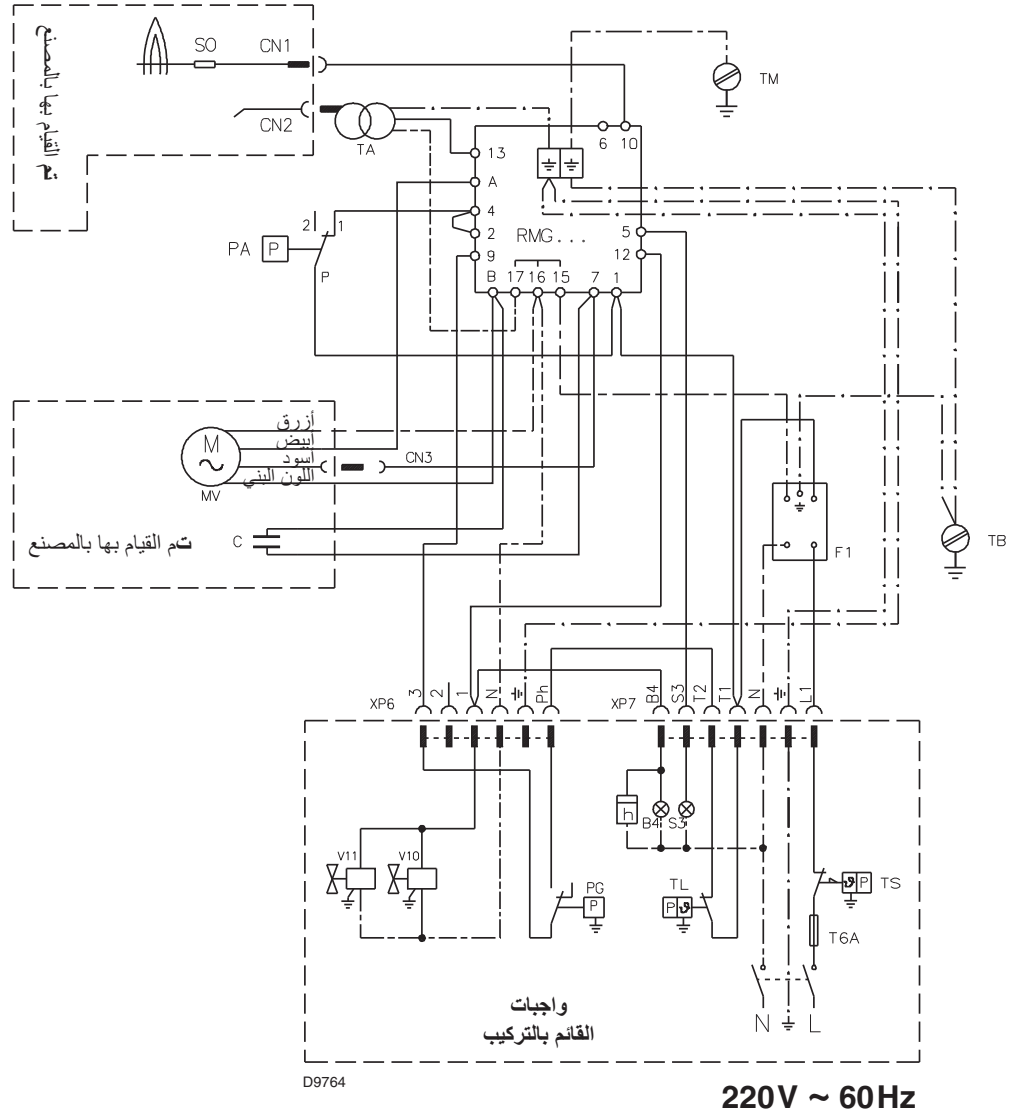 تم القيام بها بالمصنع
SO
CN1
CN2
TA
TM
6 10
13
A
4
2
9
RMG...
5
12
B 17 16 15 7 1
2 1
PA P
P
أزرق
أبيض
أسود
اللون البني
M
MV
CN3
C
تم القيام بها بالمصنع
F1
TB
XP6
3
2
1
N
Ph
XP7
B4
S3
T2
T1
N
L1
h
B4
S3
V11
V10
PG
P
TL
P
P
TS
T6A
N
L
واجبات
القائم بالتركيب
D9764
220V ~ 60Hz